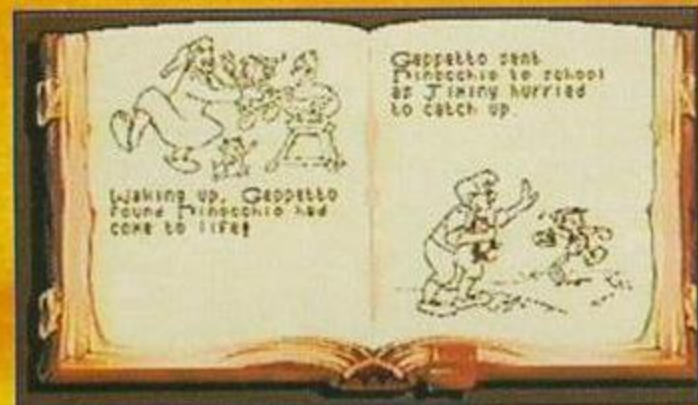 Waking up, Geppetto
found Pinocchio had
come to life!
Geppetto sent
Pinocchio to school
as Jiminy hurried
to catch up.